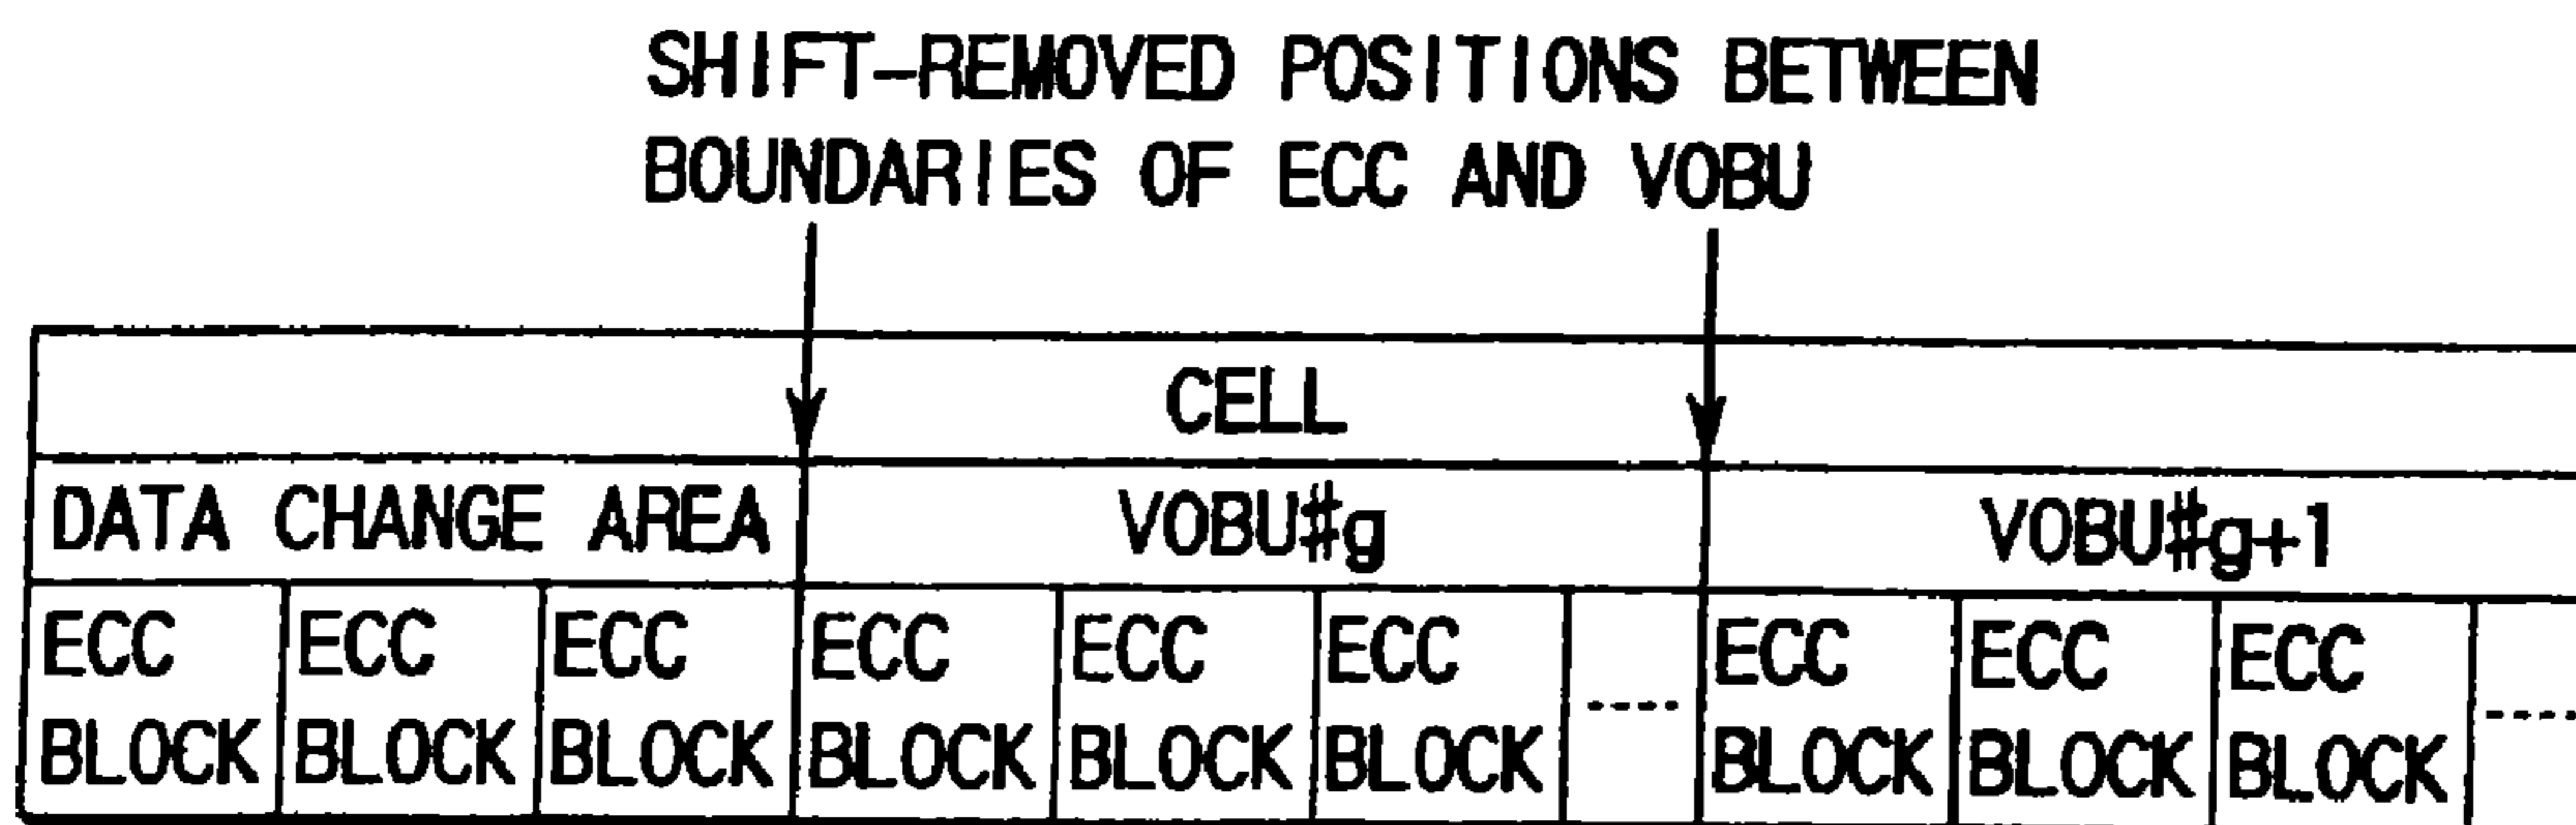 SHIFT-REMOVED POSITIONS BETWEEN
BOUNDARIES OF ECC AND VOBU
CELL
DATA CHANGE AREA VOBU#g VOBU#g+1
ECC ECC ECC ECC ECC ECC ECC ECC ECC
BLOCK BLOCK BLOCK BLOCK BLOCK BLOCK ---- BLOCK BLOCK BLOCK ----